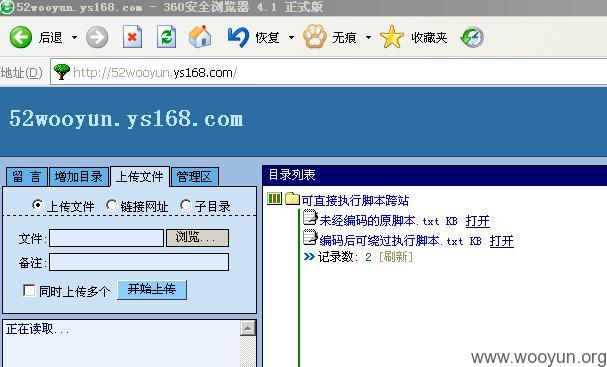 52wooyun.ys168.com - 360安全浏览器 4.1 正式版
后退 恢复 无痕 收藏夹
地址(D) http://52wooyun.ys168.com/
52wooyun.ys168.com
留 言 增加目录 上传文件 管理区
上传文件 链接网址 子目录
文件: 浏览...
备注:
同时上传多个 开始上传
正在读取...
目录列表
可直接执行脚本跨站
未经编码的原脚本.txt KB 打开
编码后可绕过执行脚本.txt KB 打开
记录数: 2 [刷新]
www.wooyun.org